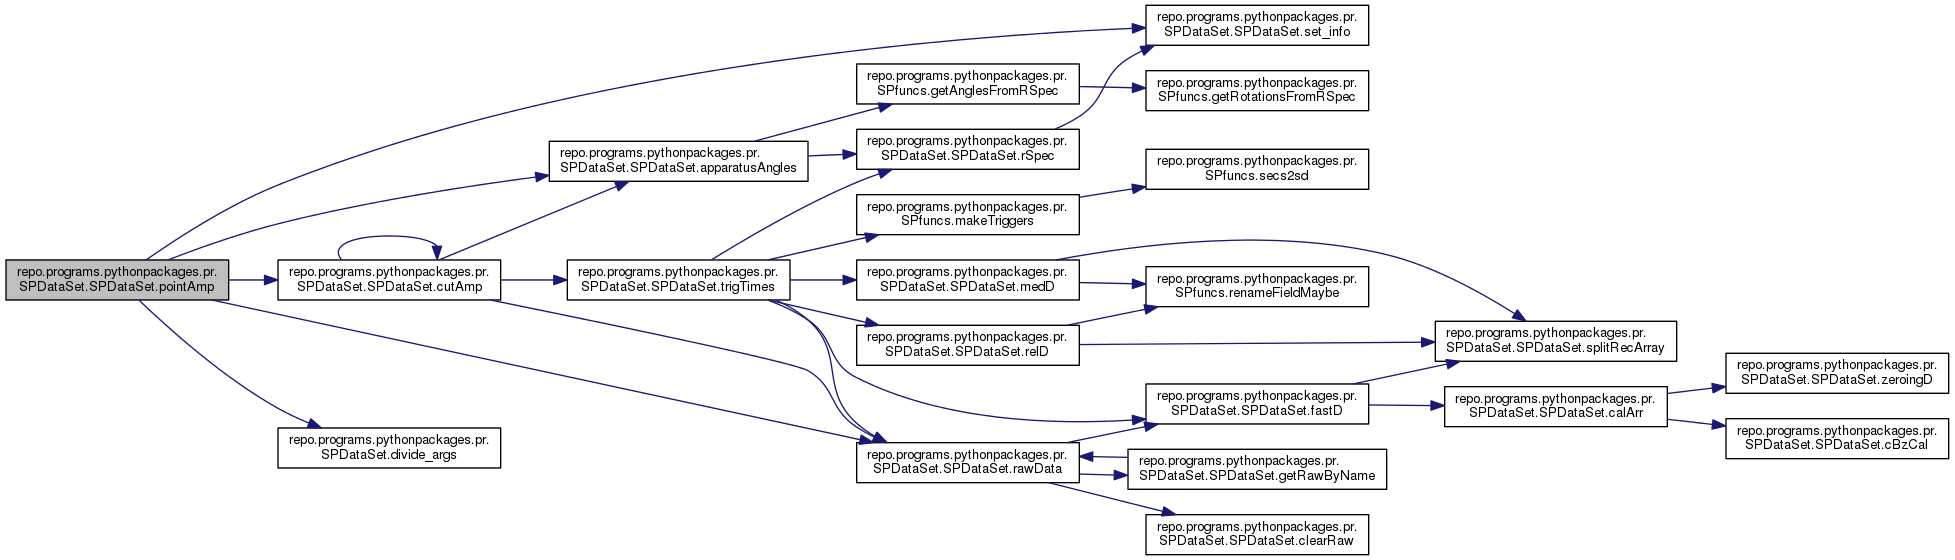 repo.programs.pythonpackages.pr.
SPDataSet.SPDataSet.pointAmp
repo.programs.pythonpackages.pr.
SPDataSet.SPDataSet.cutAmp
repo.programs.pythonpackages.pr.
SPDataSet.divide_args
repo.programs.pythonpackages.pr.
SPDataSet.SPDataSet.apparatusAngles
repo.programs.pythonpackages.pr.
SPDataSet.SPDataSet.trigTimes
repo.programs.pythonpackages.pr.
SPfuncs.getAnglesFromRSpec
repo.programs.pythonpackages.pr.
SPDataSet.SPDataSet.rSpec
repo.programs.pythonpackages.pr.
SPfuncs.makeTriggers
repo.programs.pythonpackages.pr.
SPDataSet.SPDataSet.medD
repo.programs.pythonpackages.pr.
SPDataSet.SPDataSet.relD
repo.programs.pythonpackages.pr.
SPDataSet.SPDataSet.rawData
repo.programs.pythonpackages.pr.
SPDataSet.SPDataSet.set_info
repo.programs.pythonpackages.pr.
SPfuncs.getRotationsFromRSpec
repo.programs.pythonpackages.pr.
SPfuncs.secs2sd
repo.programs.pythonpackages.pr.
SPfuncs.renameFieldMaybe
repo.programs.pythonpackages.pr.
SPDataSet.SPDataSet.fastD
repo.programs.pythonpackages.pr.
SPDataSet.SPDataSet.getRawByName
repo.programs.pythonpackages.pr.
SPDataSet.SPDataSet.clearRaw
repo.programs.pythonpackages.pr.
SPDataSet.SPDataSet.splitRecArray
repo.programs.pythonpackages.pr.
SPDataSet.SPDataSet.calArr
repo.programs.pythonpackages.pr.
SPDataSet.SPDataSet.zeroingD
repo.programs.pythonpackages.pr.
SPDataSet.SPDataSet.cBzCal